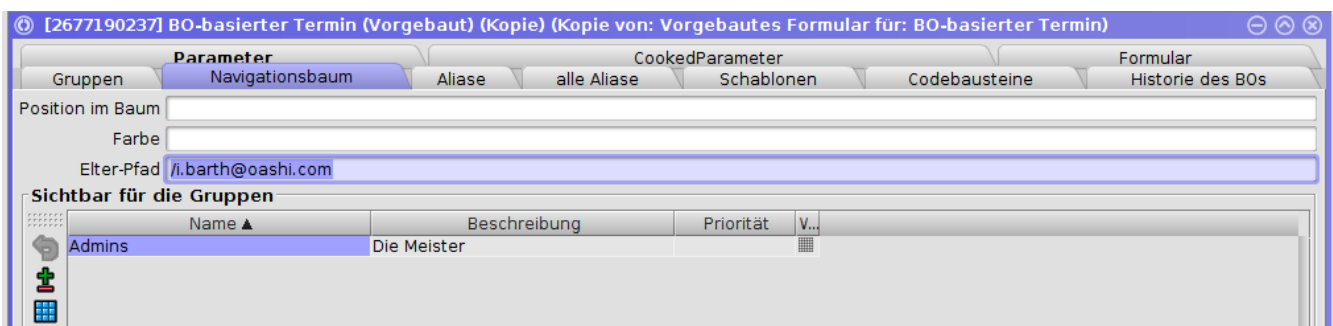 [2677190237] BO-basierter Termin (Vorgebaut) (Kopie) (Kopie von: Vorgebautes Formular für: BO-basierter Termin)
Parameter CookedParameter Formular
Gruppen Navigationsbaum Aliase alle Aliase Schablonen Codebausteine Historie des BOs
Position im Baum
Farbe
Elter-Pfad /i.barth@oashi.com
Sichtbar für die Gruppen
Name Beschreibung Priorität V...
Admins Die Meister